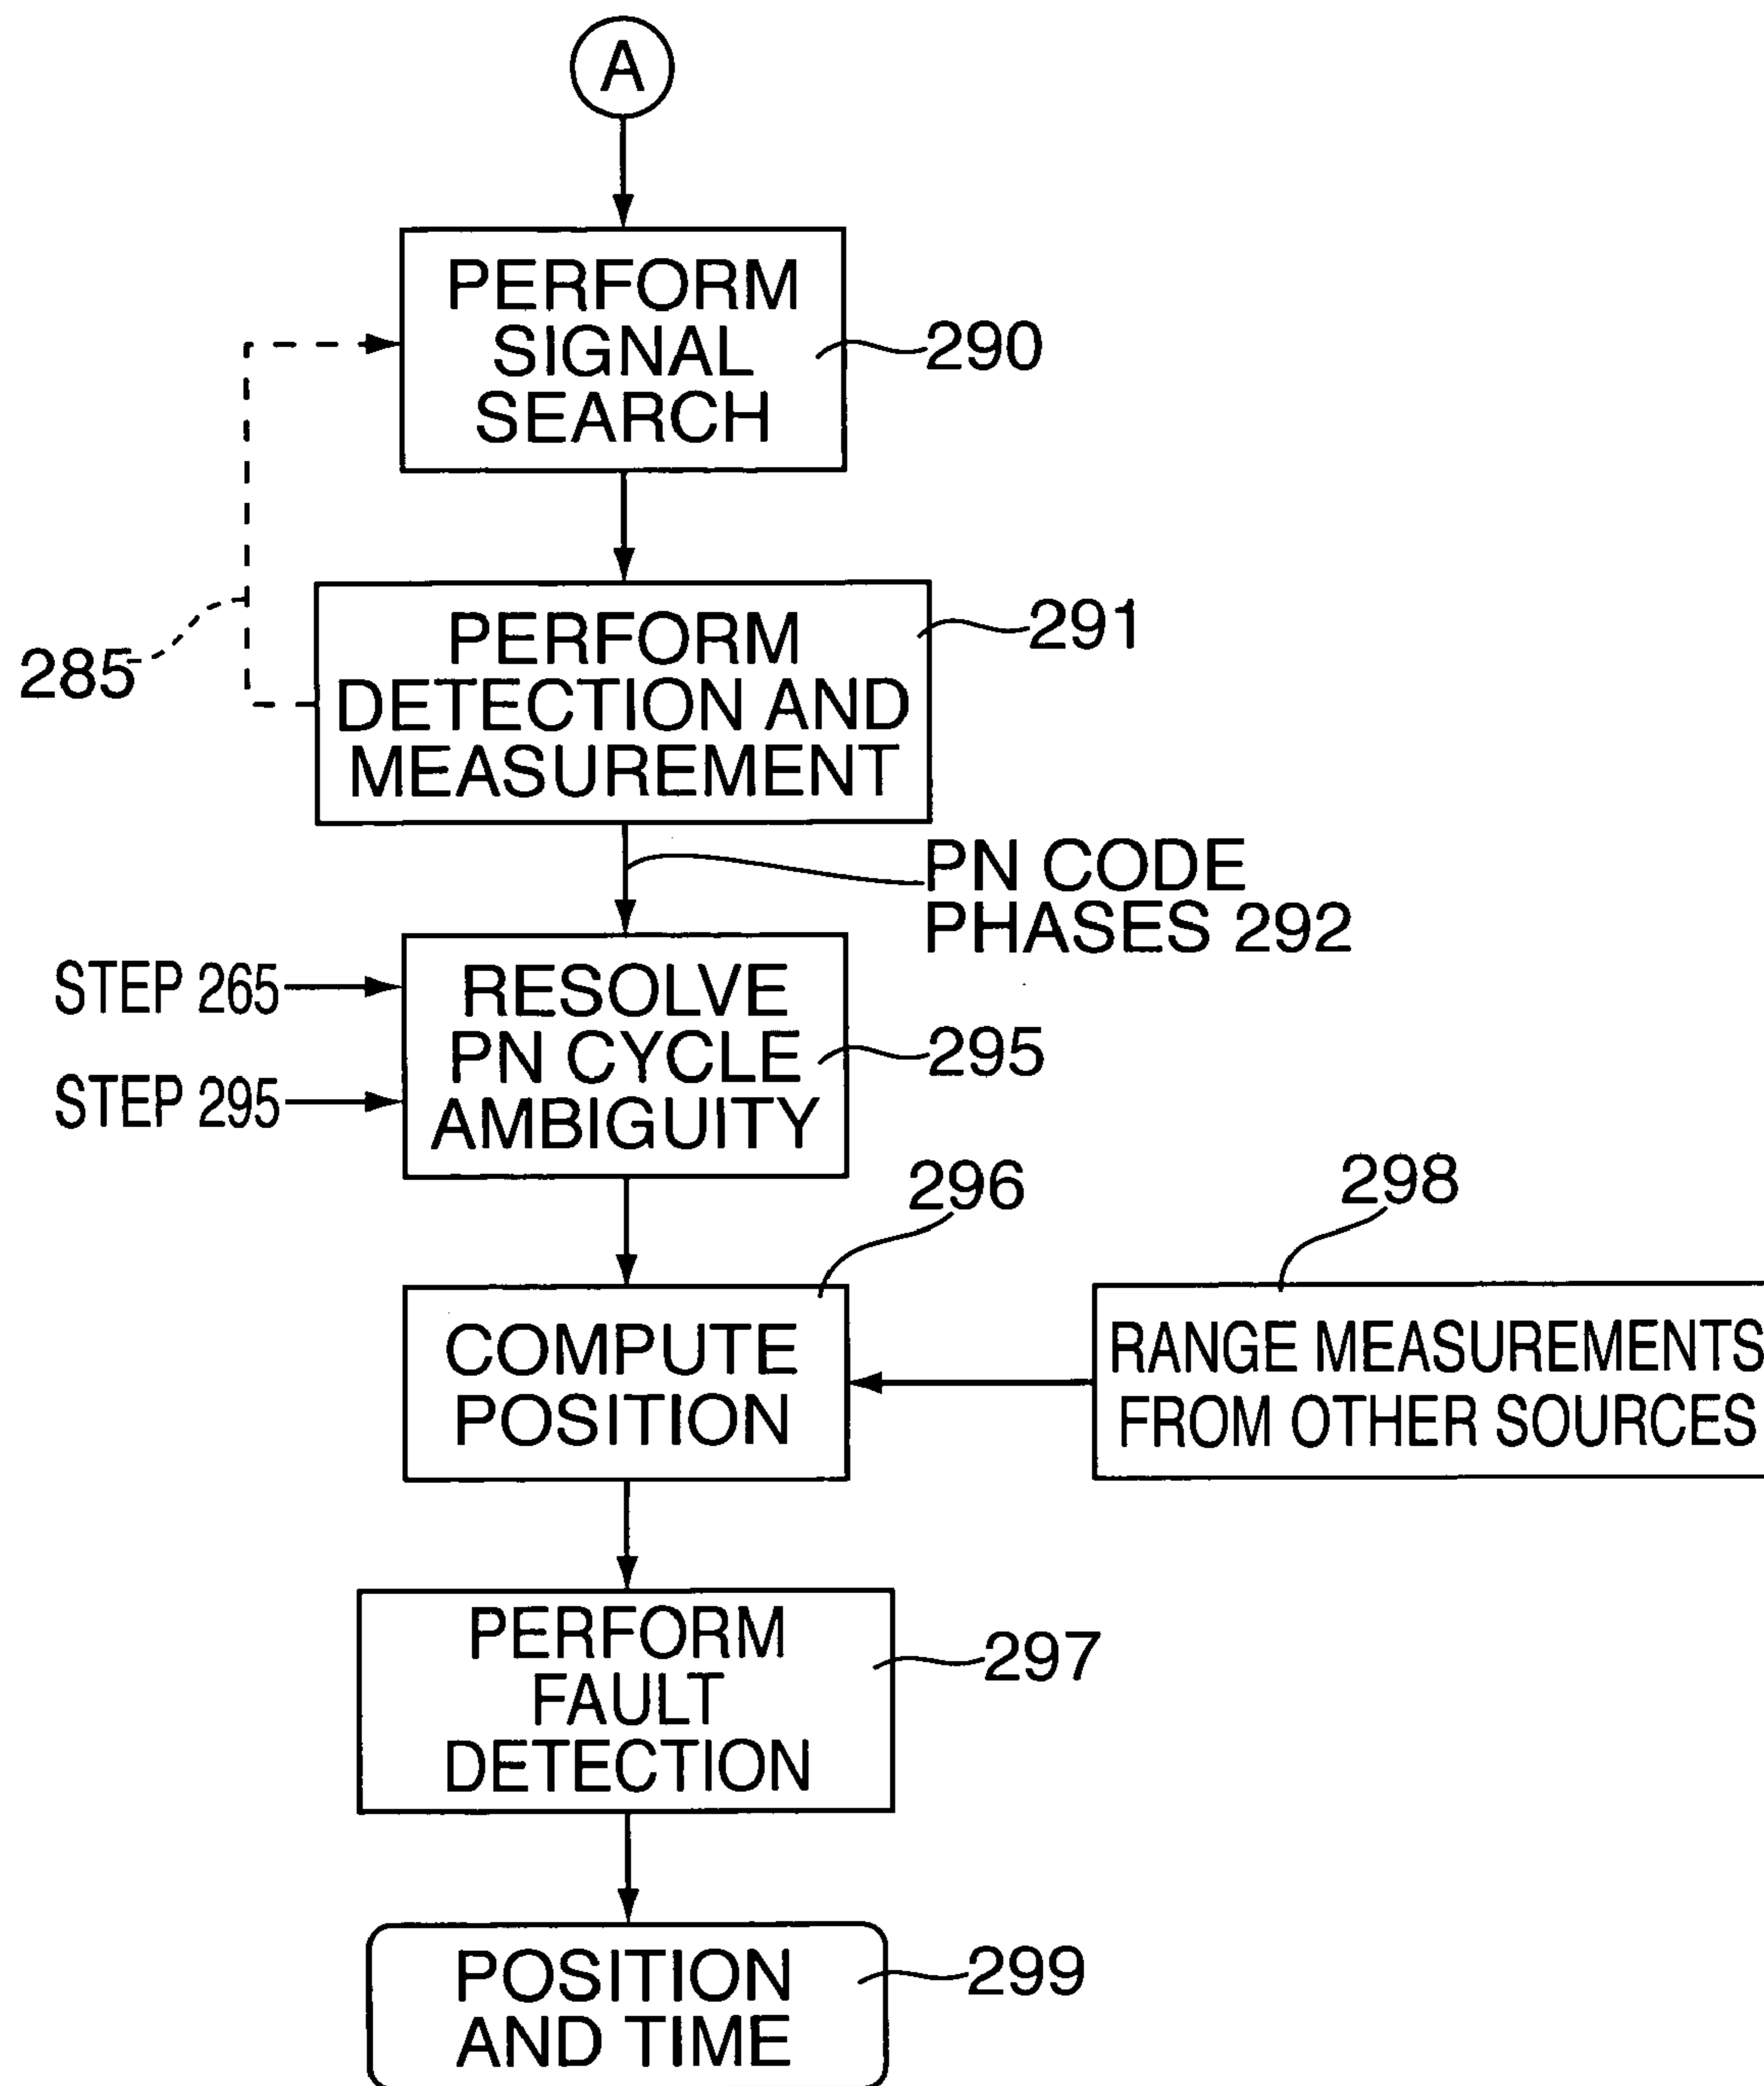 A
PERFORM
SIGNAL
SEARCH
290
PERFORM
DETECTION AND
MEASUREMENT
291
285
PN CODE
PHASES 292
STEP 265
STEP 295
RESOLVE
PN CYCLE
AMBIGUITY
295
296
298
COMPUTE
POSITION
RANGE MEASUREMENTS
FROM OTHER SOURCES
PERFORM
FAULT
DETECTION
297
POSITION
AND TIME
299